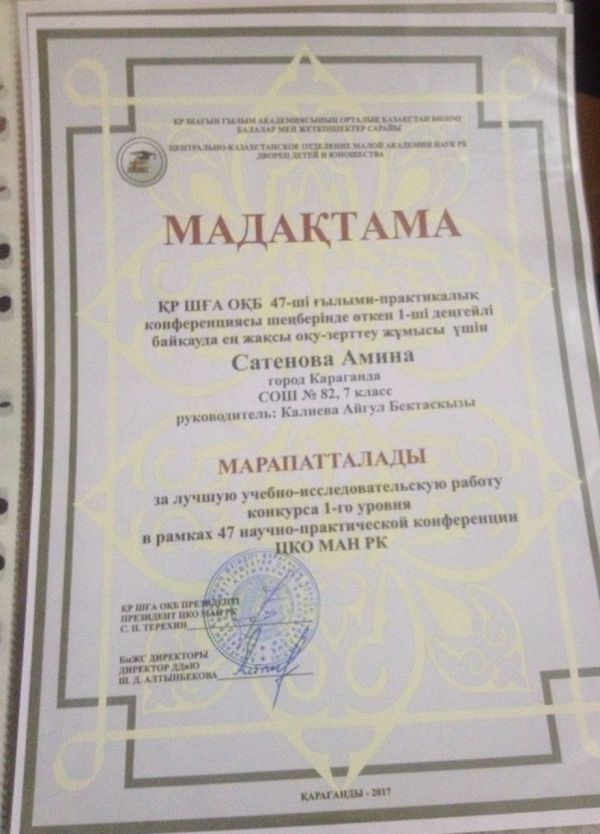 ҚР ШАҒЫН ҒЫЛЫМ АКАДЕМИЯСЫНЫҢ ОРТАЛЫҚ ҚАЗАҚСТАН БӨЛІМІ
БАЛАЛАР МЕН ЖЕТКІНШЕКТЕР САРАЙЫ
ЦЕНТРАЛЬНО-КАЗАХСТАНСКОЕ ОТДЕЛЕНИЕ МАЛОЙ АКАДЕМИИ НАУК РК
ДВОРЕЦ ДЕТЕЙ И ЮНОШЕСТВА
МАДАҚТАМА
ҚР ШҒА ОҚБ 47-ші ғылыми-практикалық
конференциясы шеңберінде өткен 1-ші деңгейлі
байқауда ең жақсы оқу-зерттеу жұмысы үшін
Сатенова Амина
город Караганда
СОШ № 82, 7 класс
руководитель: Калиева Айгул Бектаскызы
МАРАПАТТАЛАДЫ
за лучшую учебно-исследовательскую работу
конкурса 1-го уровня
в рамках 47 научно-практической конференции
ЦКО МАН РК
ҚР ШҒА ОҚБ ПРЕЗИДЕНТІ
ПРЕЗИДЕНТ ЦКО МАН РК
С. П. ТЕРЕХИН
БмЖС ДИРЕКТОРЫ
ДИРЕКТОР ДДиЮ
Ш. Д. АЛТЫНБЕКОВА
ҚАРАҒАНДЫ - 2017